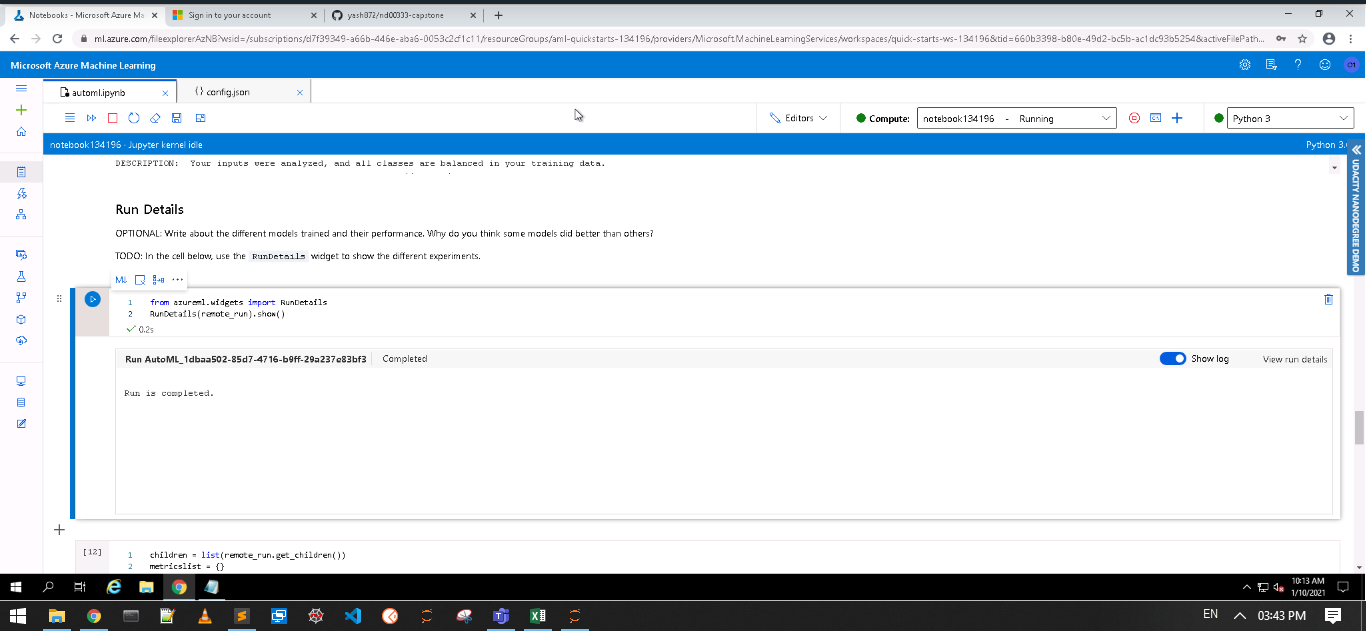 Notebooks - Microsoft Azure Ma
Sign in to your account
yash872/nd00333-capstone
ml.azure.com/fileexplorerAzNB?wsid=/subscriptions/d7f39349-a66b-446e-aba6-0053c2cf1c11/resourceGroups/aml-quickstarts-134196/providers/Microsoft.MachineLearningServices/workspaces/quick-starts-ws-134196&tid=660b3398-b80e-49d2-bc5b-ac1dc93b5254&activeFilePath...
Microsoft Azure Machine Learning
O1
automl.ipynb
{} config.json
Editors
Compute:
notebook134196 - Running
Python 3
notebook134196 - Jupyter kernel idle
Python 3.
UDACITY NANODEGREE DEMO
DESCRIPTION: Your inputs were analyzed, and all classes are balanced in your training data.
Run Details
OPTIONAL: Write about the different models trained and their performance. Why do you think some models did better than others?
TODO: In the cell below, use the RunDetails widget to show the different experiments.
M↓
1 from azureml.widgets import RunDetails
2 RunDetails(remote_run).show()
0.2s
Run AutoML_1dbaa502-85d7-4716-b9ff-29a237e83bf3
Completed
Show log
View run details
Run is completed.
[12]
1 children = list(remote_run.get_children())
2 metricslist = {}
10:13 AM
1/10/2021
EN
03:43 PM